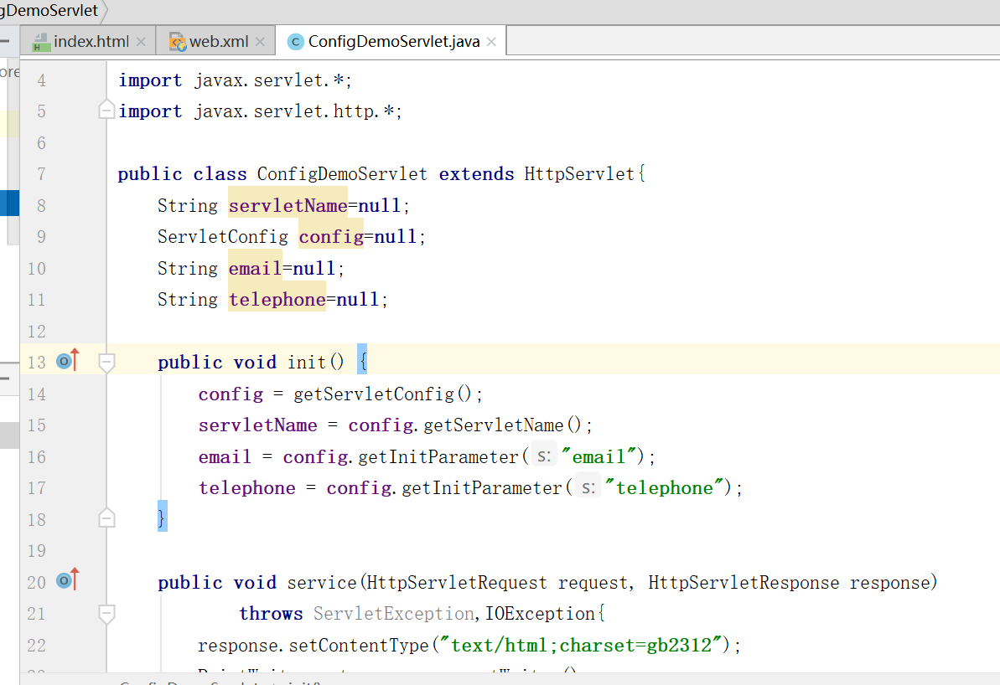 gDemoServlet
index.html
web.xml
ConfigDemoServlet.java
ore
4 import javax.servlet.*;
5 import javax.servlet.http.*;
6
7 public class ConfigDemoServlet extends HttpServlet{
8 String servletName=null;
9 ServletConfig config=null;
10 String email=null;
11 String telephone=null;
12
13 public void init() {
14 config = getServletConfig();
15 servletName = config.getServletName();
16 email = config.getInitParameter( s: "email");
17 telephone = config.getInitParameter( s: "telephone");
18 }
19
20 public void service(HttpServletRequest request, HttpServletResponse response)
21 throws ServletException,IOException{
22 response.setContentType("text/html;charset=gb2312");